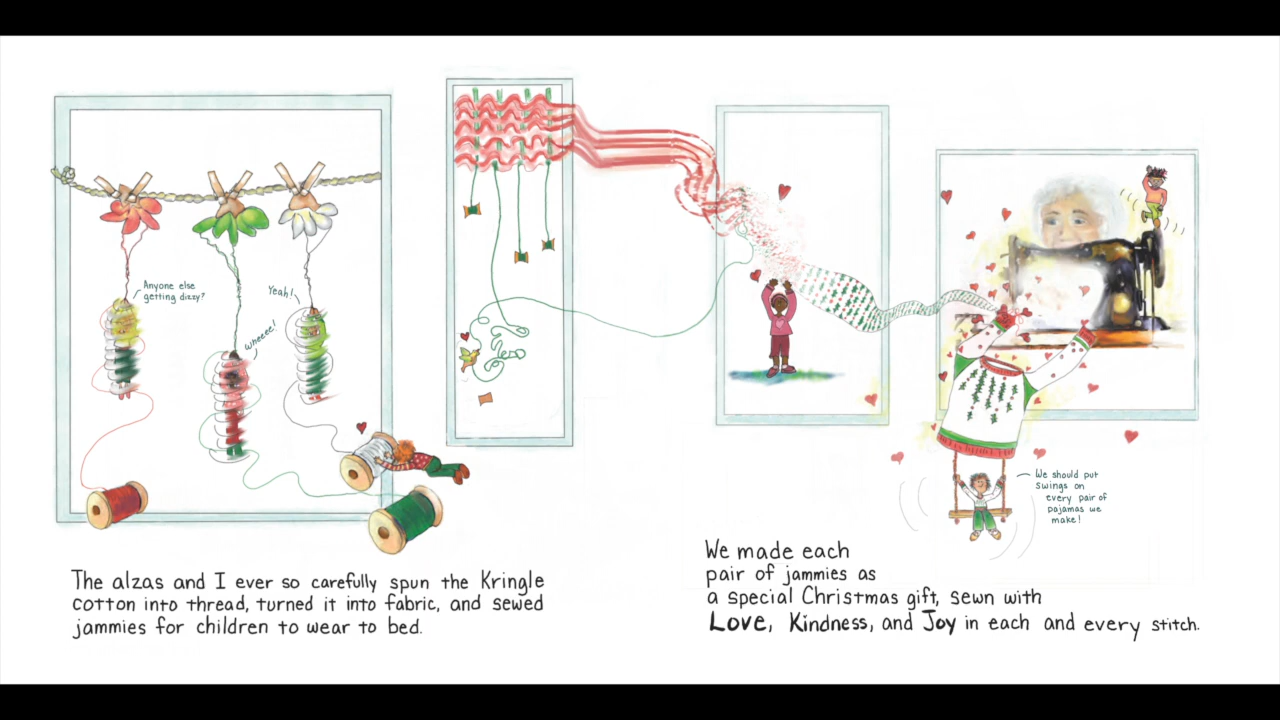 Anyone else
getting dizzy?
Yeah!
wheeee!
The alzas and I ever so carefully spun the Kringle
cotton into thread, turned it into fabric, and sewed
jammies for children to wear to bed.
We should put
swings on
every pair of
pajamas we
make!
We made each
pair of jammies as
a special Christmas gift, sewn with
Love, Kindness, and Joy in each and every stitch.